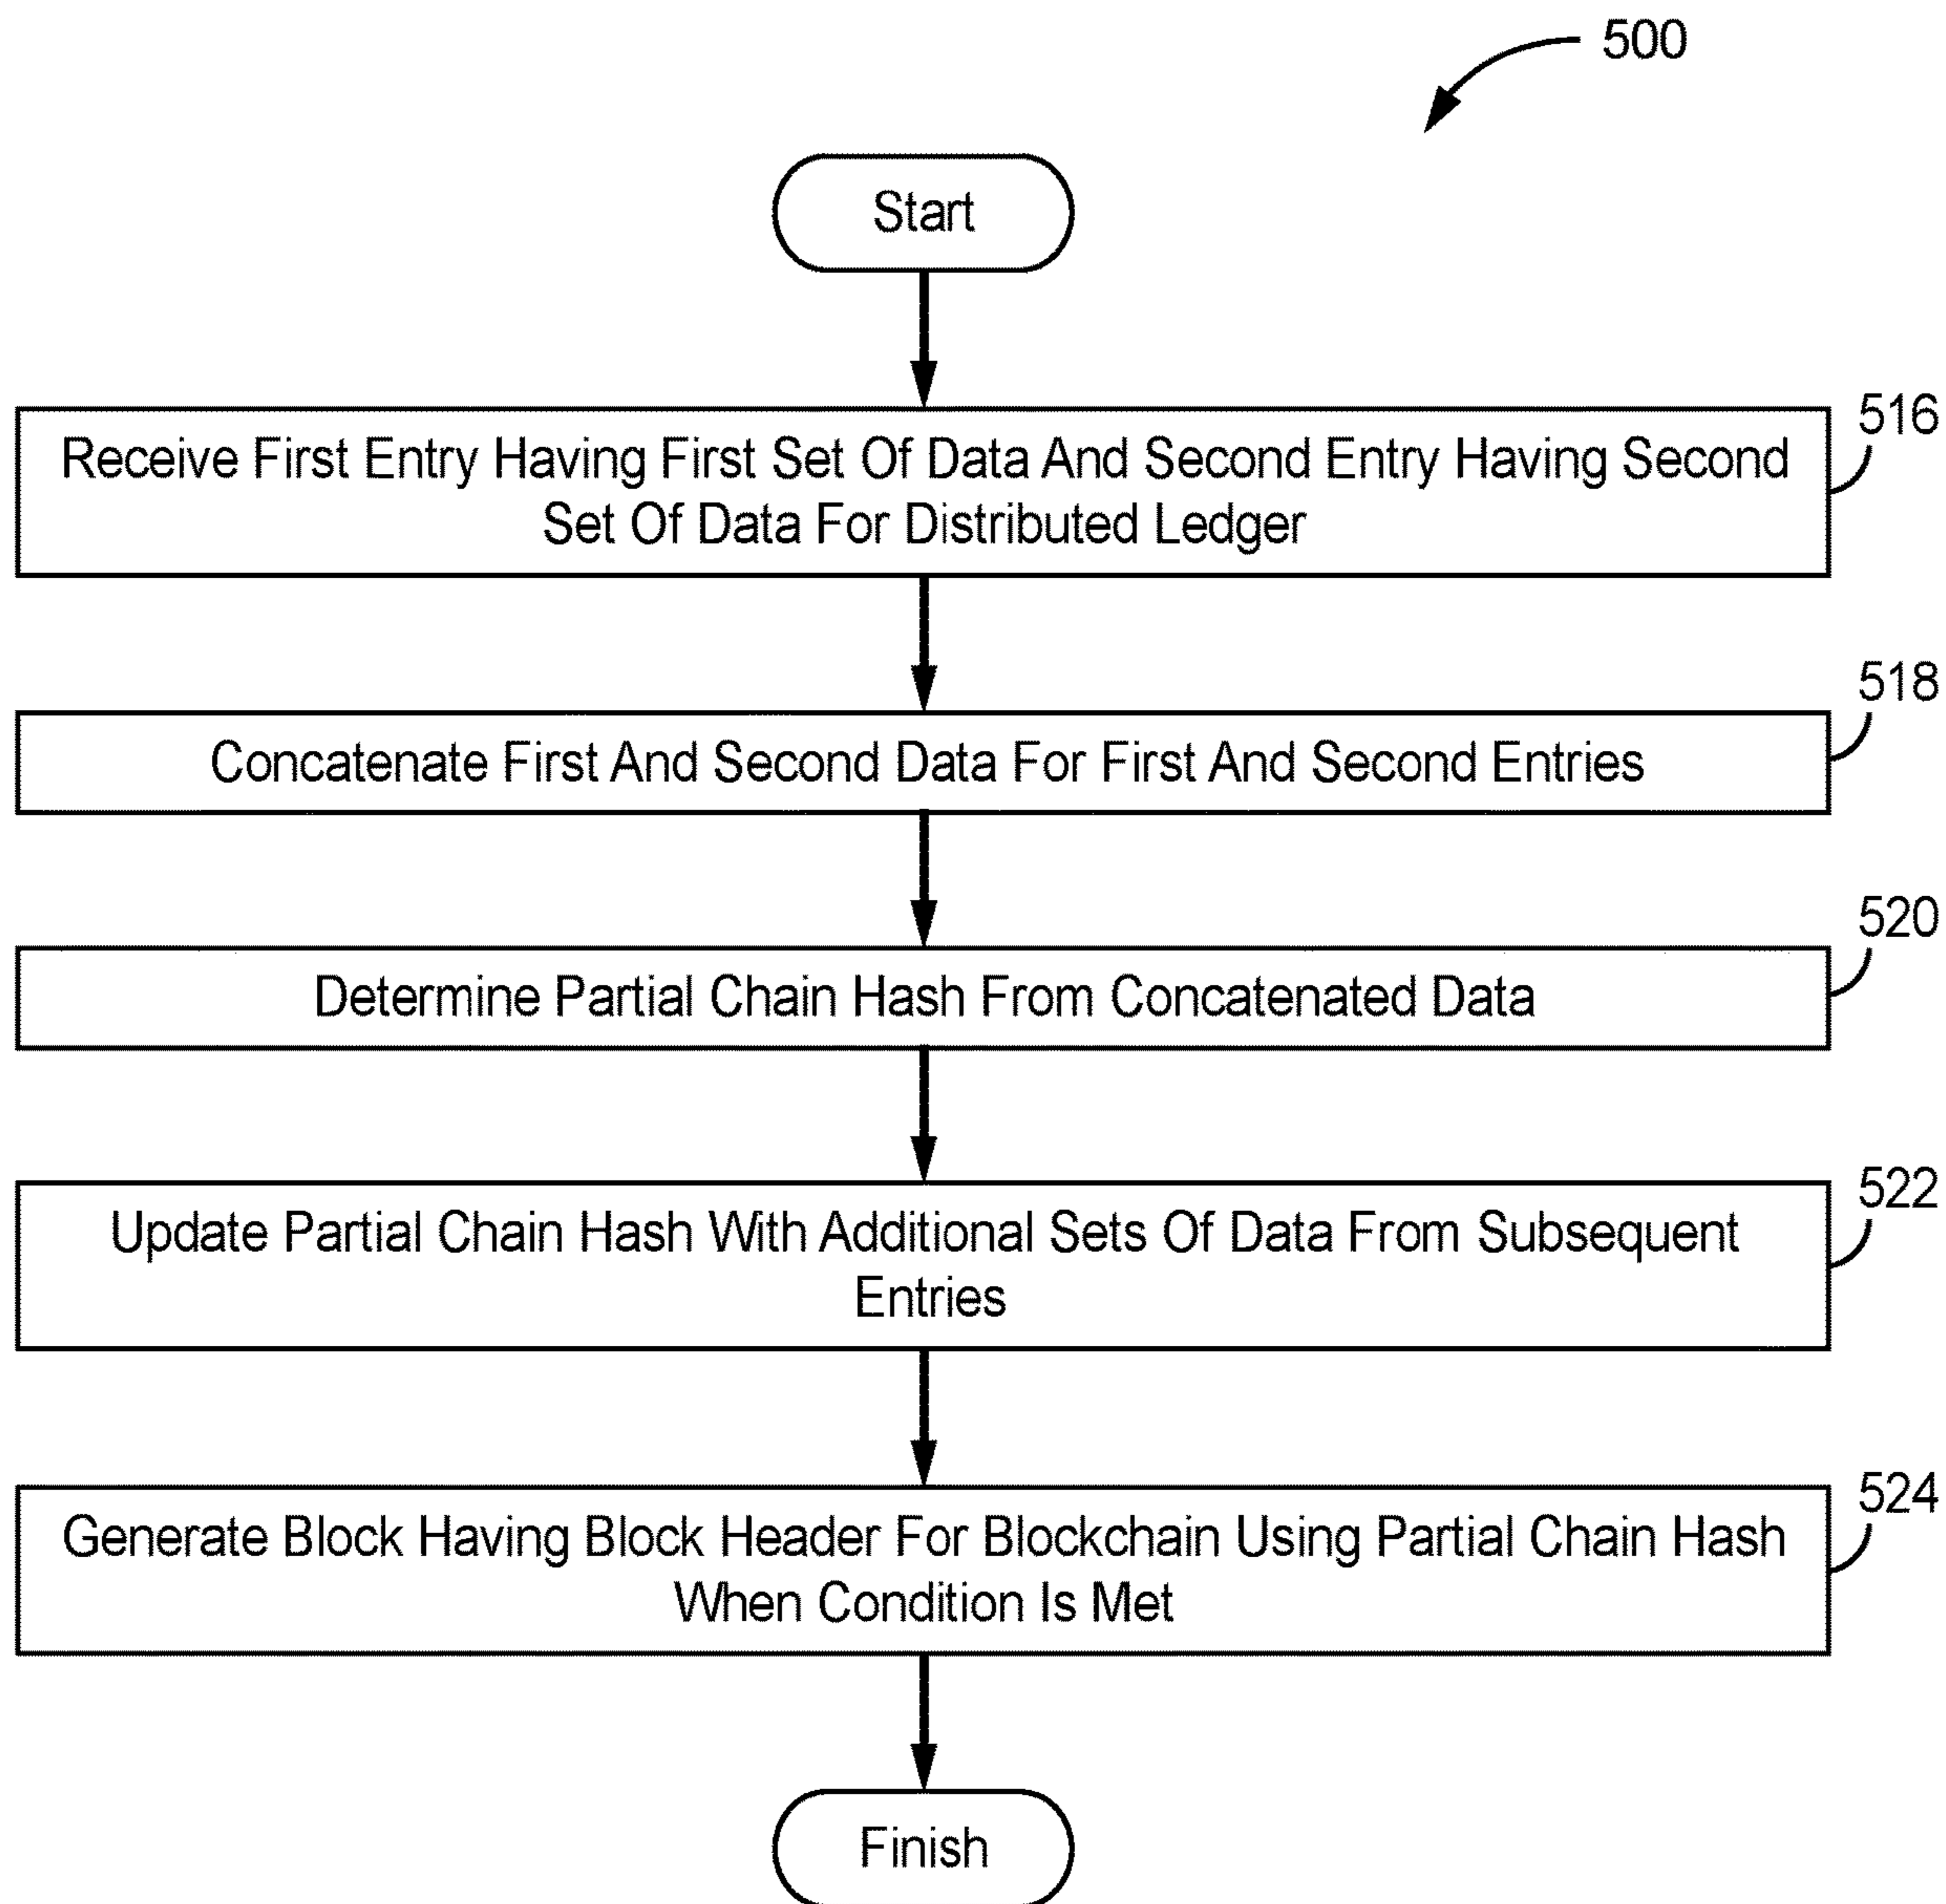 500
Start
516
Receive First Entry Having First Set Of Data And Second Entry Having Second
Set Of Data For Distributed Ledger
518
Concatenate First And Second Data For First And Second Entries
520
Determine Partial Chain Hash From Concatenated Data
522
Update Partial Chain Hash With Additional Sets Of Data From Subsequent
Entries
524
Generate Block Having Block Header For Blockchain Using Partial Chain Hash
When Condition Is Met
Finish